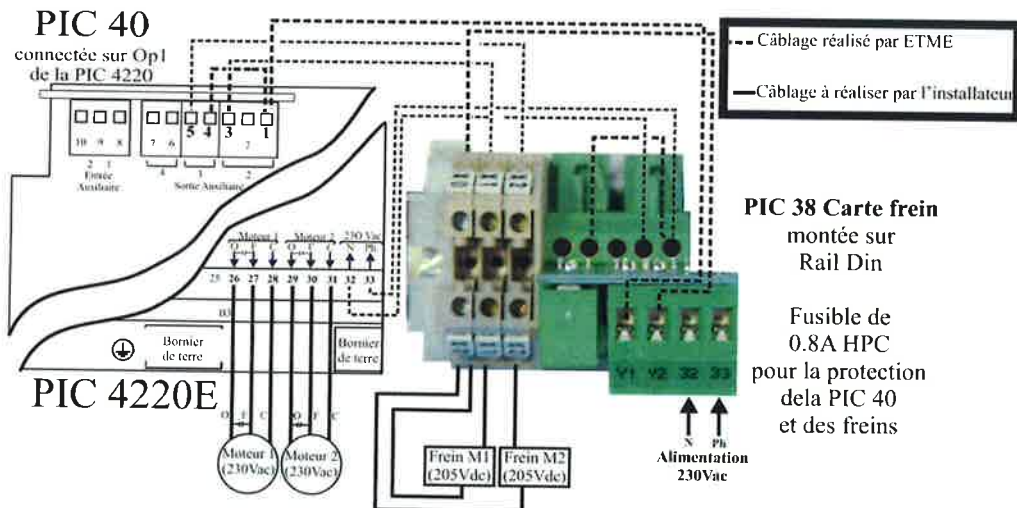 PIC 40
connectée sur Op1
de la PIC 4220
10 9 8
7 6 5 4 3 2 1
2 1
Entrée
Auxiliaire
4 3 2
Sortie Auxiliaire
Câblage réalisé par ETME
Câblage à réaliser par l'installateur
PIC 38 Carte frein
montée sur
Rail Din
Fusible de
0.8A HPC
pour la protection
dela PIC 40
et des freins
Moteur 1 Moteur 2 230 Vac
O F C O F C N Ph
25 26 27 28 29 30 31 32 33
Bornier
de terre
Bornier
de terre
PIC 4220E
O F C O F C
Moteur 1
(230Vac)
Moteur 2
(230Vac)
Frein M1
(205Vdc)
Frein M2
(205Vdc)
V1 V2 32 33
N Ph
Alimentation
230Vac